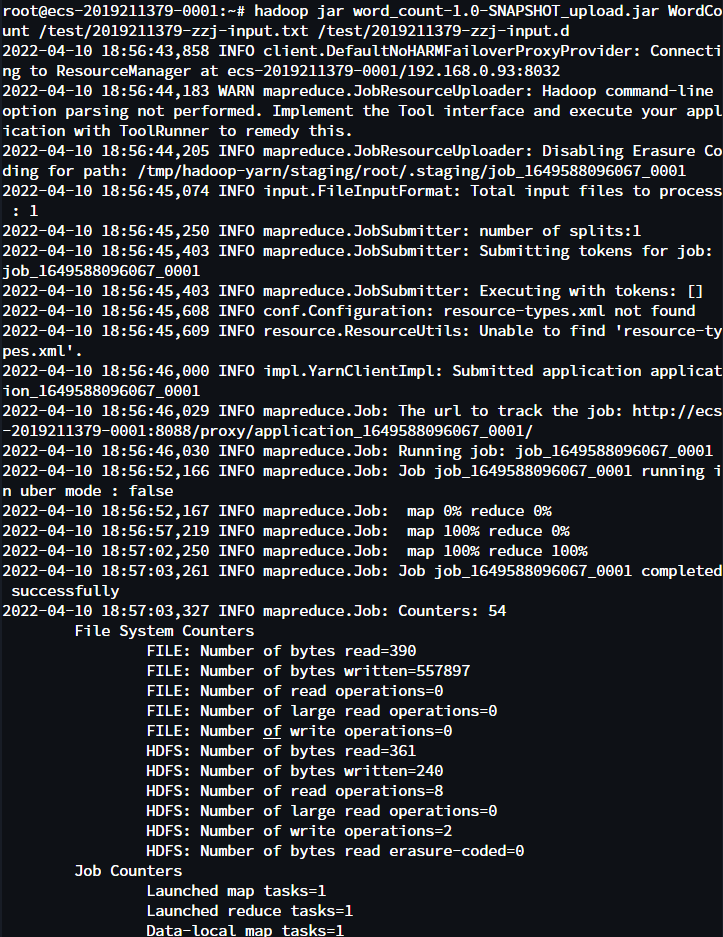 root@ecs-2019211379-0001:~# hadoop jar word_count-1.0-SNAPSHOT_upload.jar WordCo
unt /test/2019211379-zzj-input.txt /test/2019211379-zzj-input.d
2022-04-10 18:56:43,858 INFO client.DefaultNoHARMFailoverProxyProvider: Connecti
ng to ResourceManager at ecs-2019211379-0001/192.168.0.93:8032
2022-04-10 18:56:44,183 WARN mapreduce.JobResourceUploader: Hadoop command-line
option parsing not performed. Implement the Tool interface and execute your appl
ication with ToolRunner to remedy this.
2022-04-10 18:56:44,205 INFO mapreduce.JobResourceUploader: Disabling Erasure Co
ding for path: /tmp/hadoop-yarn/staging/root/.staging/job_1649588096067_0001
2022-04-10 18:56:45,074 INFO input.FileInputFormat: Total input files to process
 : 1
2022-04-10 18:56:45,250 INFO mapreduce.JobSubmitter: number of splits:1
2022-04-10 18:56:45,403 INFO mapreduce.JobSubmitter: Submitting tokens for job:
job_1649588096067_0001
2022-04-10 18:56:45,403 INFO mapreduce.JobSubmitter: Executing with tokens: []
2022-04-10 18:56:45,608 INFO conf.Configuration: resource-types.xml not found
2022-04-10 18:56:45,609 INFO resource.ResourceUtils: Unable to find 'resource-ty
pes.xml'.
2022-04-10 18:56:46,000 INFO impl.YarnClientImpl: Submitted application applicat
ion_1649588096067_0001
2022-04-10 18:56:46,029 INFO mapreduce.Job: The url to track the job: http://ecs
-2019211379-0001:8088/proxy/application_1649588096067_0001/
2022-04-10 18:56:46,030 INFO mapreduce.Job: Running job: job_1649588096067_0001
2022-04-10 18:56:52,166 INFO mapreduce.Job: Job job_1649588096067_0001 running i
n uber mode : false
2022-04-10 18:56:52,167 INFO mapreduce.Job:  map 0% reduce 0%
2022-04-10 18:56:57,219 INFO mapreduce.Job:  map 100% reduce 0%
2022-04-10 18:57:02,250 INFO mapreduce.Job:  map 100% reduce 100%
2022-04-10 18:57:03,261 INFO mapreduce.Job: Job job_1649588096067_0001 completed
 successfully
2022-04-10 18:57:03,327 INFO mapreduce.Job: Counters: 54
        File System Counters
                FILE: Number of bytes read=390
                FILE: Number of bytes written=557897
                FILE: Number of read operations=0
                FILE: Number of large read operations=0
                FILE: Number of write operations=0
                HDFS: Number of bytes read=361
                HDFS: Number of bytes written=240
                HDFS: Number of read operations=8
                HDFS: Number of large read operations=0
                HDFS: Number of write operations=2
                HDFS: Number of bytes read erasure-coded=0
        Job Counters
                Launched map tasks=1
                Launched reduce tasks=1
                Data-local map tasks=1